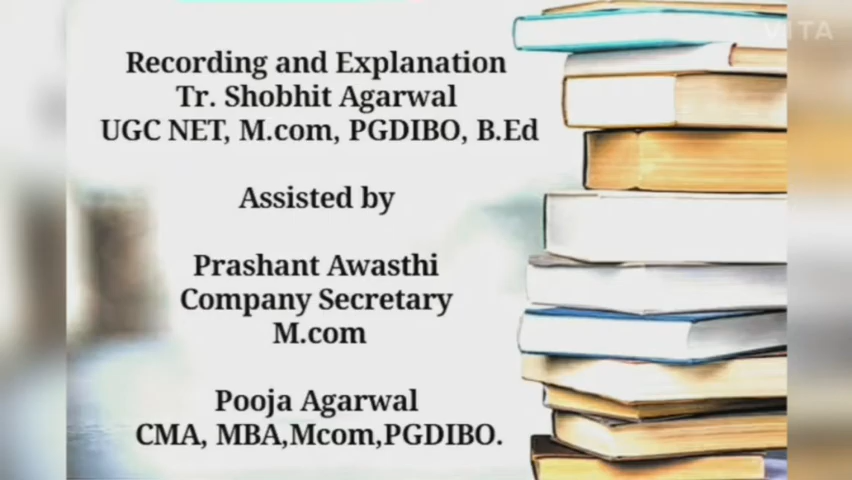 VITA
Recording and Explanation
Tr. Shobhit Agarwal
UGC NET, M.com, PGDIBO, B.Ed
Assisted by
Prashant Awasthi
Company Secretary
M.com
Pooja Agarwal
CMA, MBA,Mcom,PGDIBO.